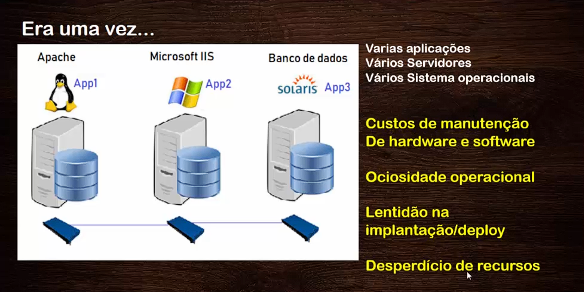 Era uma vez...
Apache
Microsoft IIS
Banco de dados
App1
App2
solaris
App3
Varias aplicações
Vários Servidores
Vários Sistema operacionais
Custos de manutenção
De hardware e software
Ociosidade operacional
Lentidão na
implantação/deploy
Desperdício de recursos